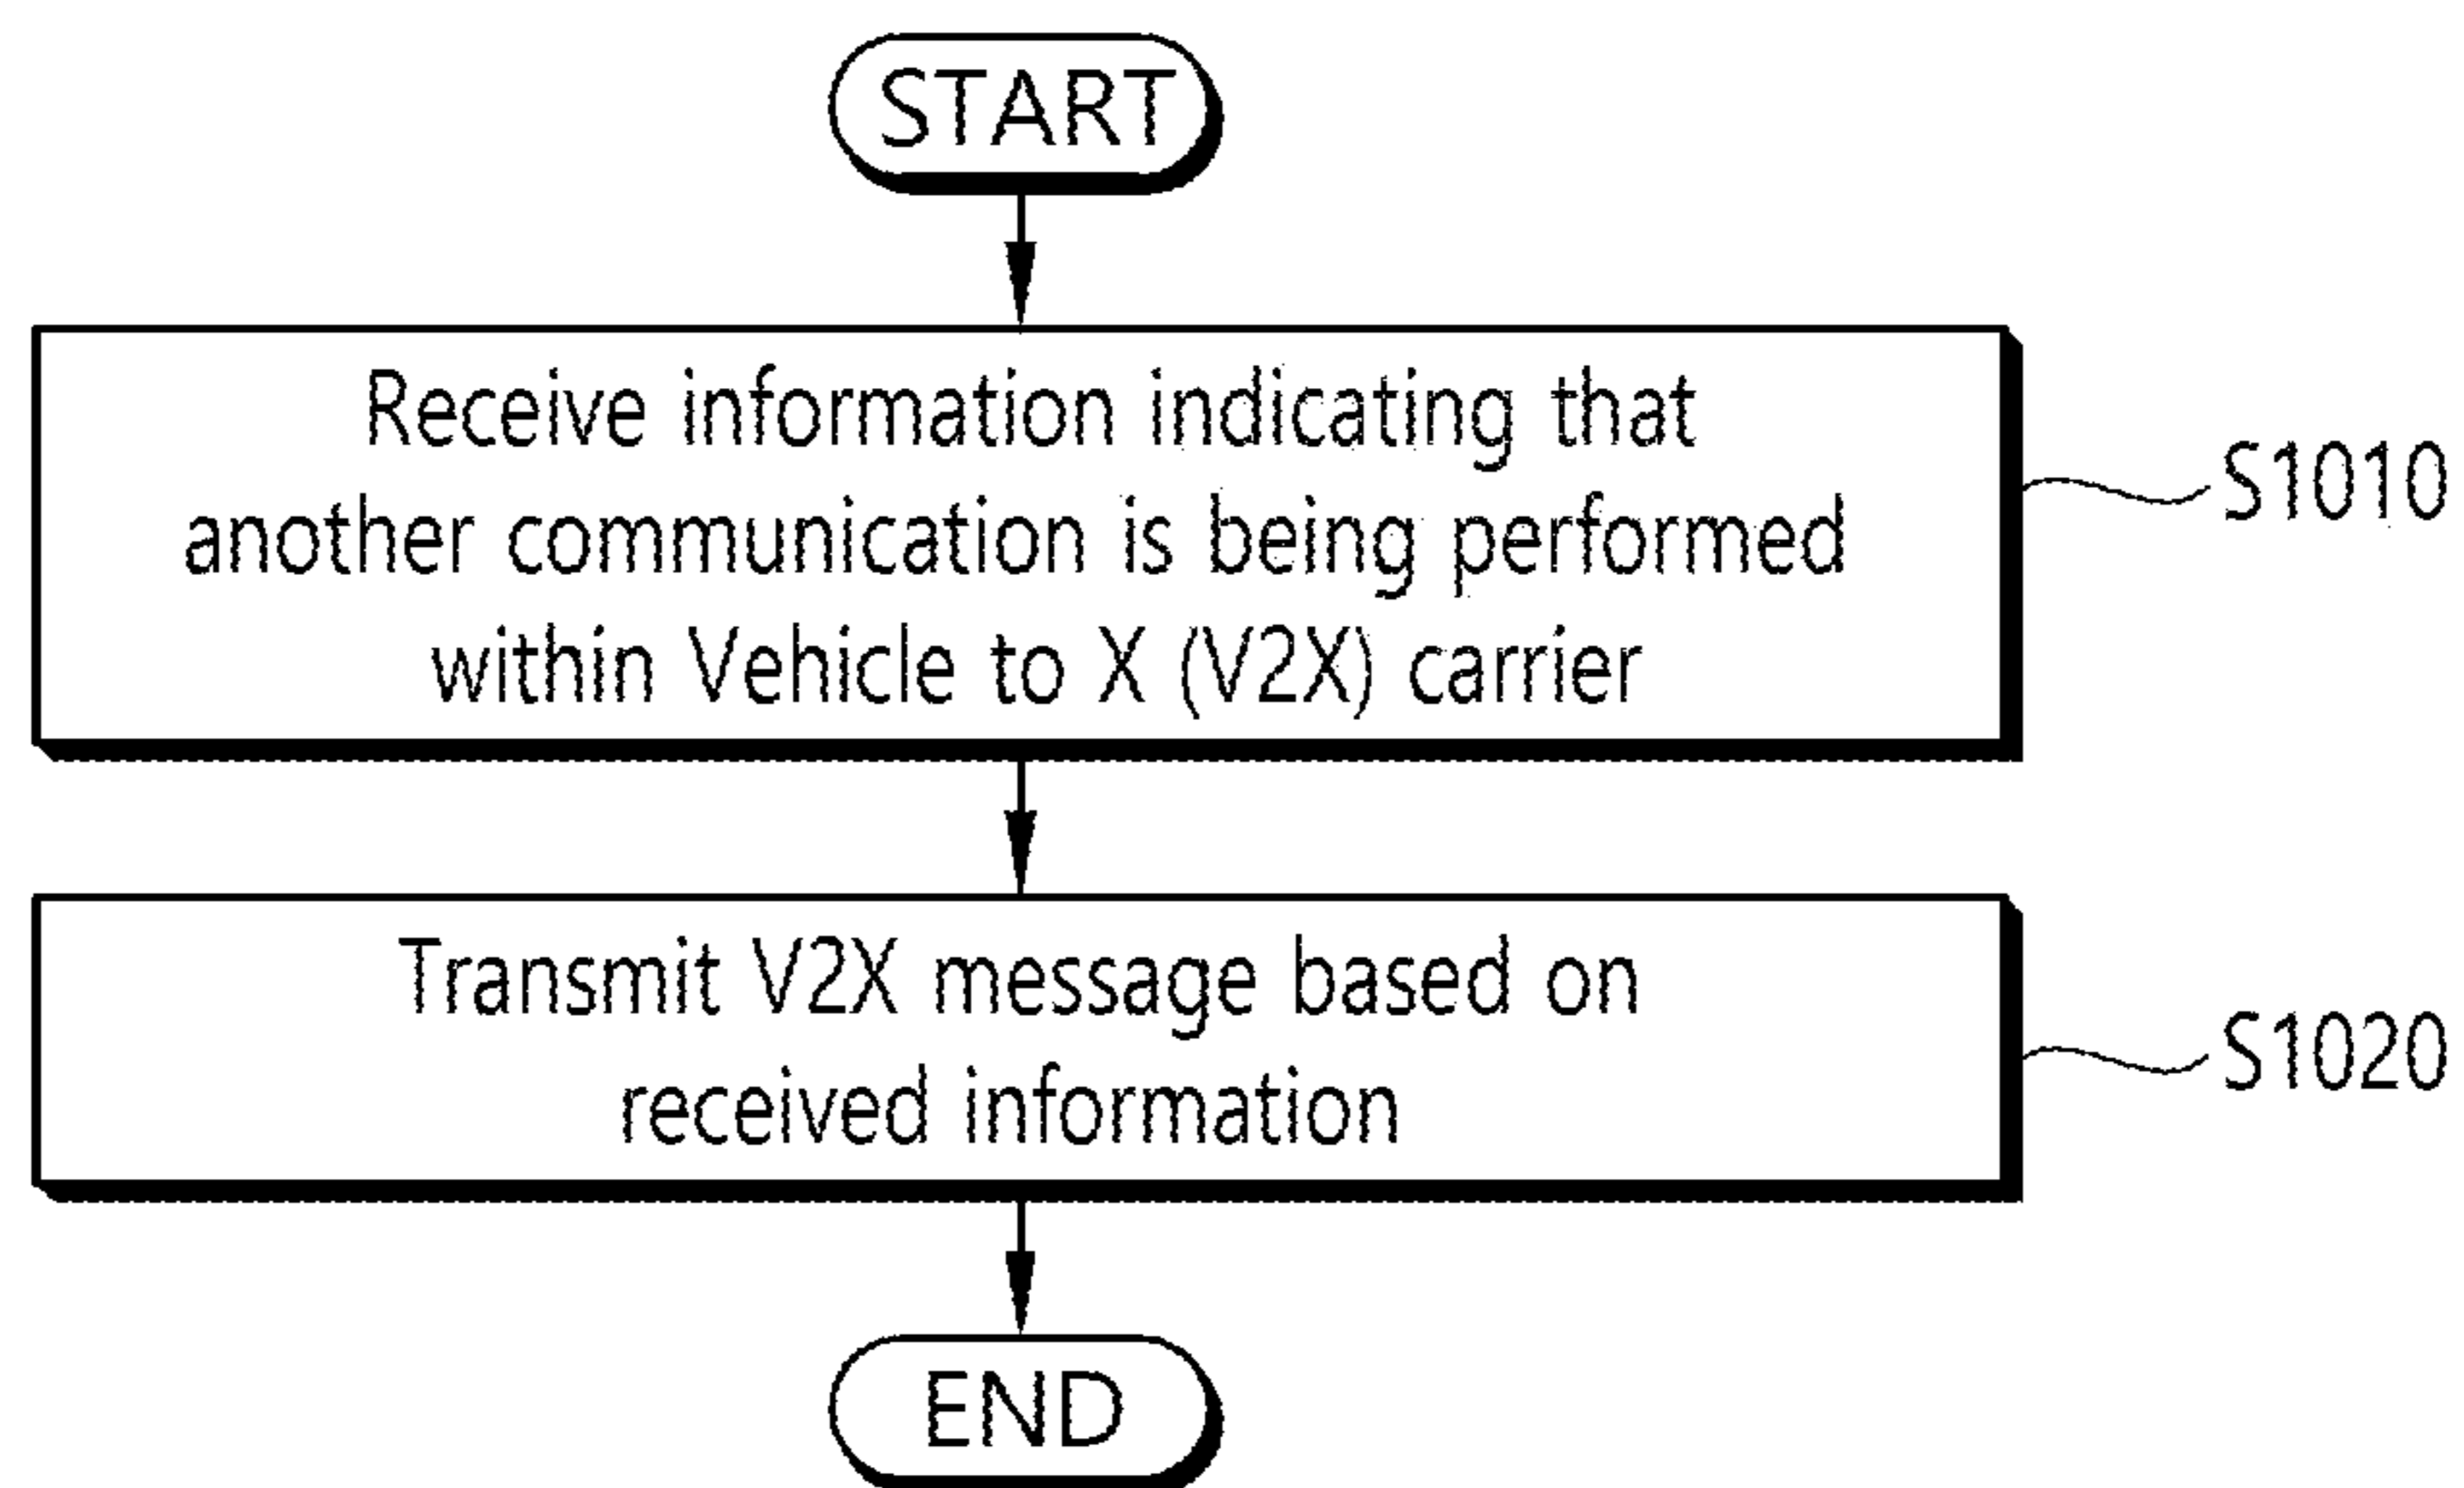 START
Receive information indicating that
another communication is being performed
within Vehicle to X (V2X) carrier
S1010
Transmit V2X message based on
received information
S1020
END